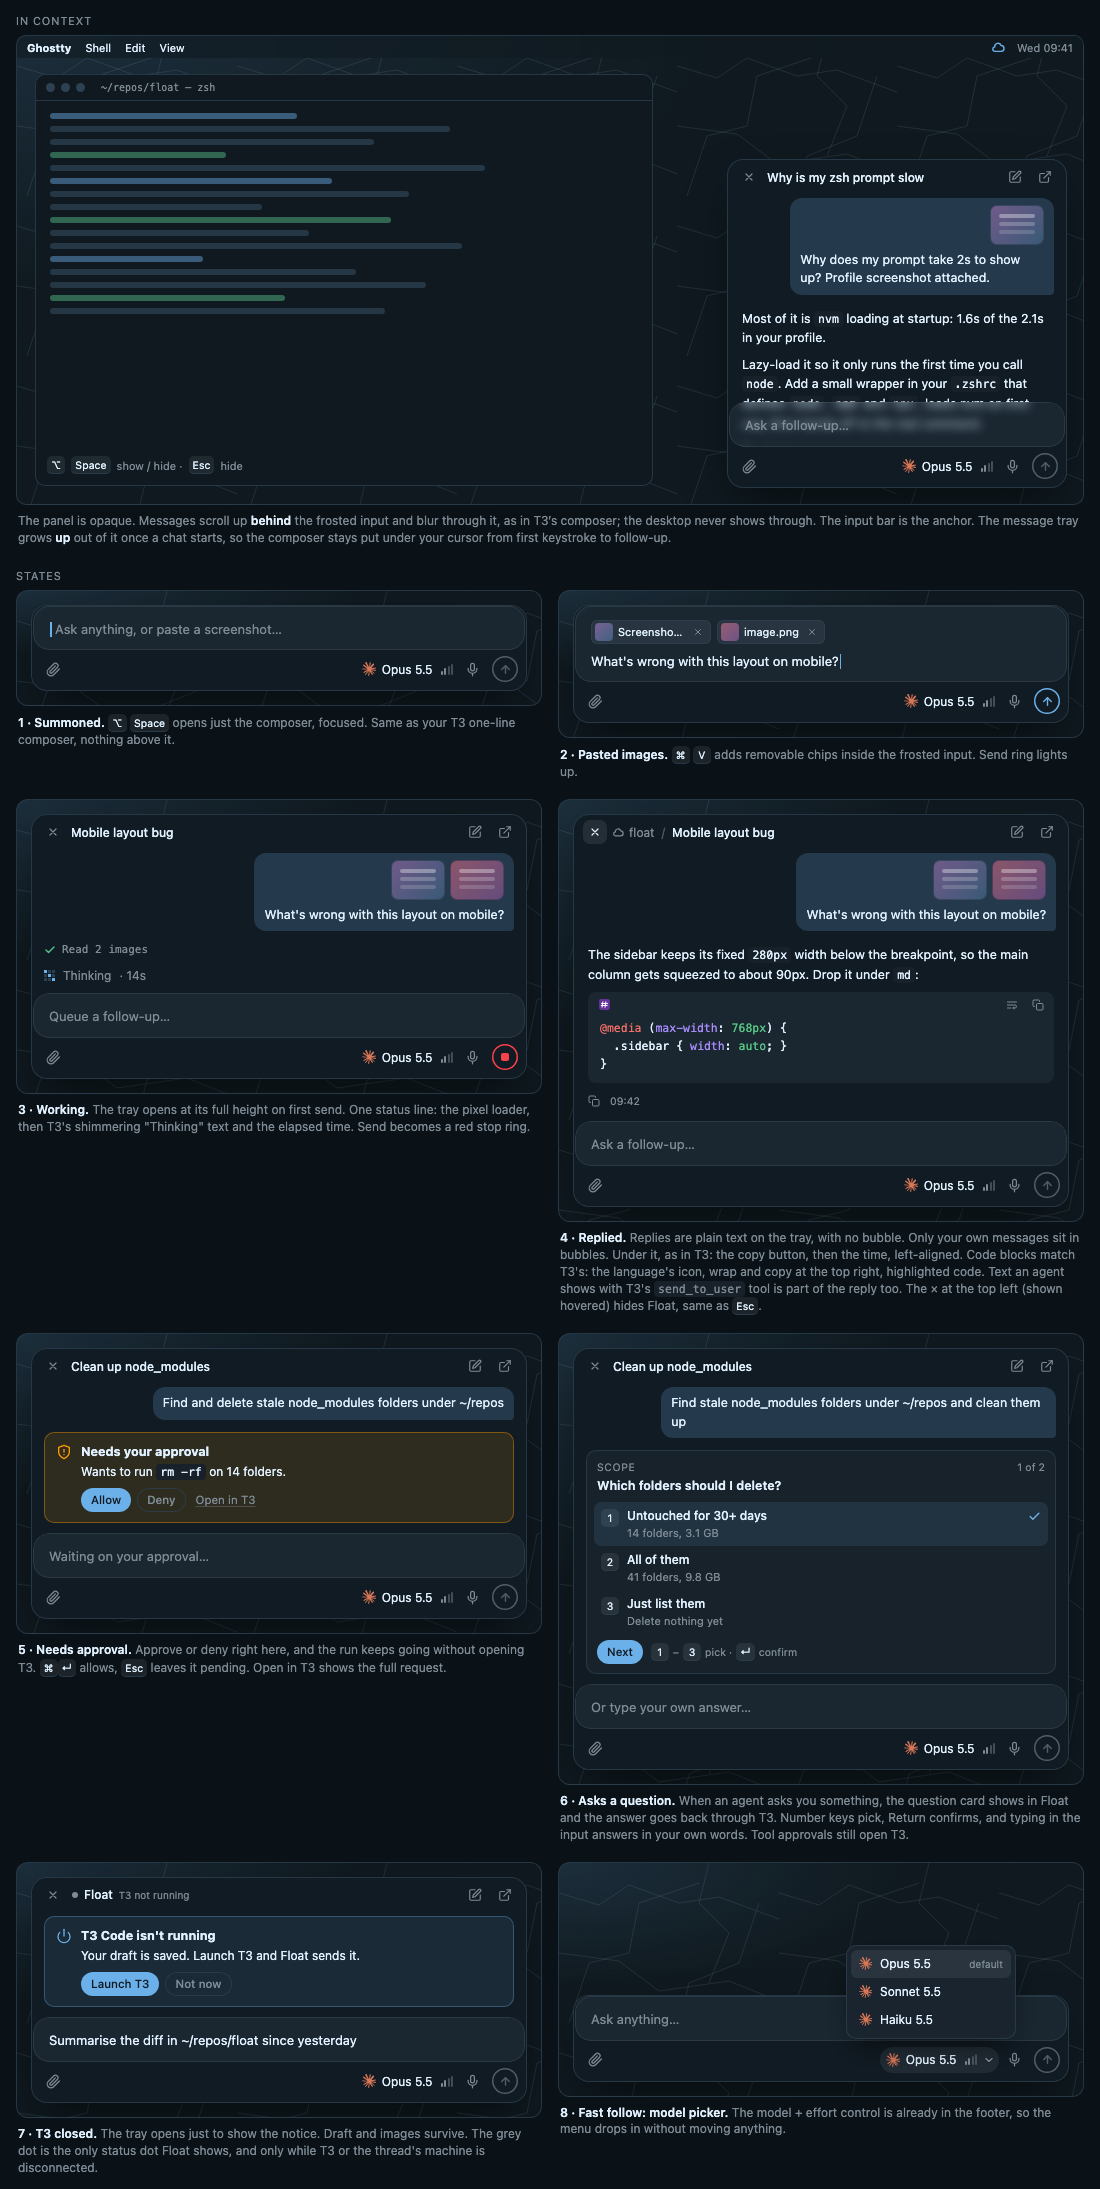 IN CONTEXT
Ghostty Shell Edit View
Wed 09:41
~/repos/float — zsh
Why is my zsh prompt slow
Why does my prompt take 2s to show
up? Profile screenshot attached.
Most of it is nvm loading at startup: 1.6s of the 2.1s
in your profile.
Lazy-load it so it only runs the first time you call
node . Add a small wrapper in your .zshrc that
Ask a follow-up...
Opus 5.5
⌥ Space show / hide · Esc hide
The panel is opaque. Messages scroll up behind the frosted input and blur through it, as in T3's composer; the desktop never shows through. The input bar is the anchor. The message tray
grows up out of it once a chat starts, so the composer stays put under your cursor from first keystroke to follow-up.
STATES
Ask anything, or paste a screenshot...
Opus 5.5
1 · Summoned. ⌥ Space opens just the composer, focused. Same as your T3 one-line
composer, nothing above it.
Screensho... × image.png ×
What's wrong with this layout on mobile?
Opus 5.5
2 · Pasted images. ⌘ V adds removable chips inside the frosted input. Send ring lights
up.
Mobile layout bug
What's wrong with this layout on mobile?
Read 2 images
Thinking · 14s
Queue a follow-up...
Opus 5.5
3 · Working. The tray opens at its full height on first send. One status line: the pixel loader,
then T3's shimmering "Thinking" text and the elapsed time. Send becomes a red stop ring.
float / Mobile layout bug
What's wrong with this layout on mobile?
The sidebar keeps its fixed 280px width below the breakpoint, so the main
column gets squeezed to about 90px. Drop it under md :
#
@media (max-width: 768px) {
.sidebar { width: auto; }
}
09:42
Ask a follow-up...
Opus 5.5
4 · Replied. Replies are plain text on the tray, with no bubble. Only your own messages sit in
bubbles. Under it, as in T3: the copy button, then the time, left-aligned. Code blocks match
T3's: the language's icon, wrap and copy at the top right, highlighted code. Text an agent
shows with T3's send_to_user tool is part of the reply too. The × at the top left (shown
hovered) hides Float, same as Esc.
Clean up node_modules
Find and delete stale node_modules folders under ~/repos
Needs your approval
Wants to run rm -rf on 14 folders.
Allow Deny Open in T3
Waiting on your approval...
Opus 5.5
5 · Needs approval. Approve or deny right here, and the run keeps going without opening
T3. ⌘ ↵ allows, Esc leaves it pending. Open in T3 shows the full request.
Clean up node_modules
Find stale node_modules folders under ~/repos and clean them
up
SCOPE 1 of 2
Which folders should I delete?
1 Untouched for 30+ days
14 folders, 3.1 GB
2 All of them
41 folders, 9.8 GB
3 Just list them
Delete nothing yet
Next 1 – 3 pick · ↵ confirm
Or type your own answer...
Opus 5.5
6 · Asks a question. When an agent asks you something, the question card shows in Float
and the answer goes back through T3. Number keys pick, Return confirms, and typing in the
input answers in your own words. Tool approvals still open T3.
Float T3 not running
T3 Code isn't running
Your draft is saved. Launch T3 and Float sends it.
Launch T3 Not now
Summarise the diff in ~/repos/float since yesterday
Opus 5.5
7 · T3 closed. The tray opens just to show the notice. Draft and images survive. The grey
dot is the only status dot Float shows, and only while T3 or the thread's machine is
disconnected.
Opus 5.5 default
Sonnet 5.5
Haiku 5.5
Ask anything...
Opus 5.5
8 · Fast follow: model picker. The model + effort control is already in the footer, so the
menu drops in without moving anything.